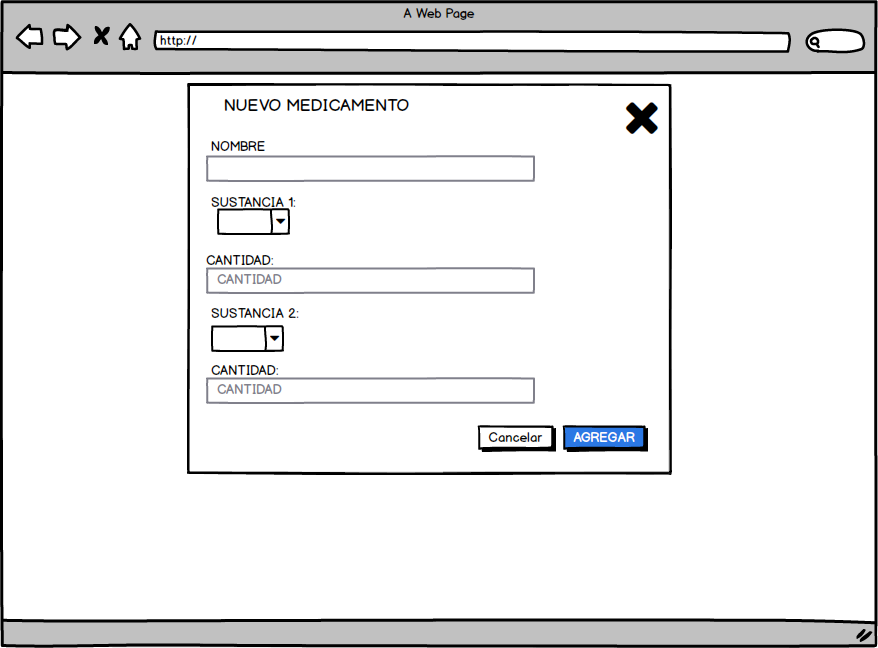 A Web Page
http://
NUEVO MEDICAMENTO
NOMBRE
SUSTANCIA 1:
CANTIDAD:
CANTIDAD
SUSTANCIA 2:
CANTIDAD:
CANTIDAD
Cancelar
AGREGAR